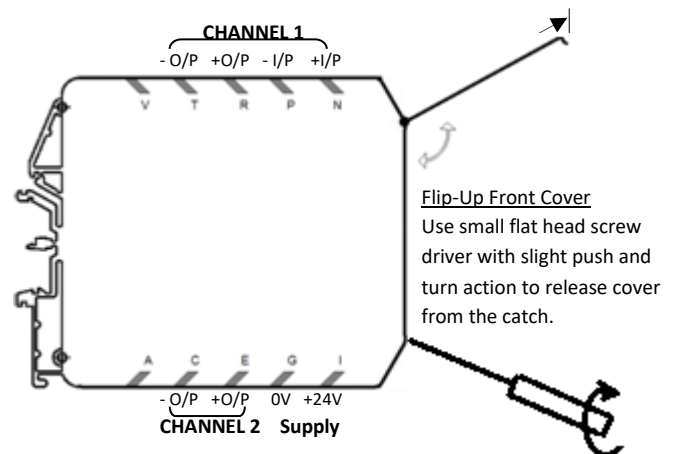 CHANNEL 1
- O/P +O/P - I/P +I/P
V T R P N
Flip-Up Front Cover
Use small flat head screw
driver with slight push and
turn action to release cover
from the catch.
A C E G I
- O/P +O/P 0V +24V
CHANNEL 2 Supply